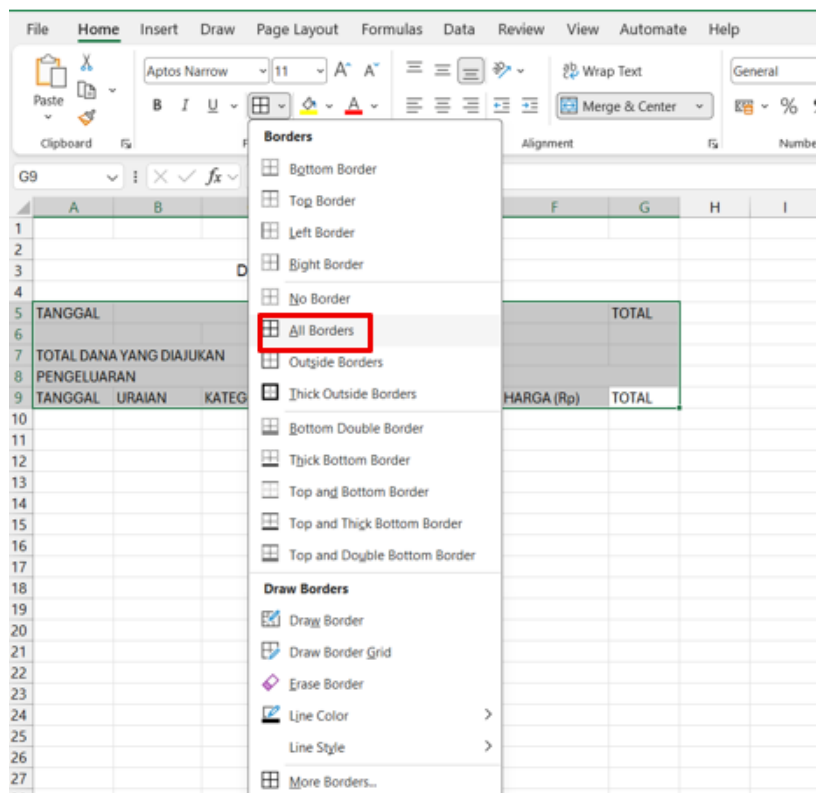 File Home Insert Draw Page Layout Formulas Data Review View Automate Help
Aptos Narrow 11 A A Wrap Text General
Paste B I U A Merge & Center %
Clipboard Alignment Numbe
G9 fx
Borders
Bottom Border
Top Border
Left Border
Right Border
No Border
All Borders
Outside Borders
Thick Outside Borders
Bottom Double Border
Thick Bottom Border
Top and Bottom Border
Top and Thick Bottom Border
Top and Double Bottom Border
Draw Borders
Draw Border
Draw Border Grid
Erase Border
Line Color
Line Style
More Borders...
A B F G H I
1
2
3 D
4
5 TANGGAL TOTAL
6
7 TOTAL DANA YANG DIAJUKAN
8 PENGELUARAN
9 TANGGAL URAIAN KATEG HARGA (Rp) TOTAL
10
11
12
13
14
15
16
17
18
19
20
21
22
23
24
25
26
27